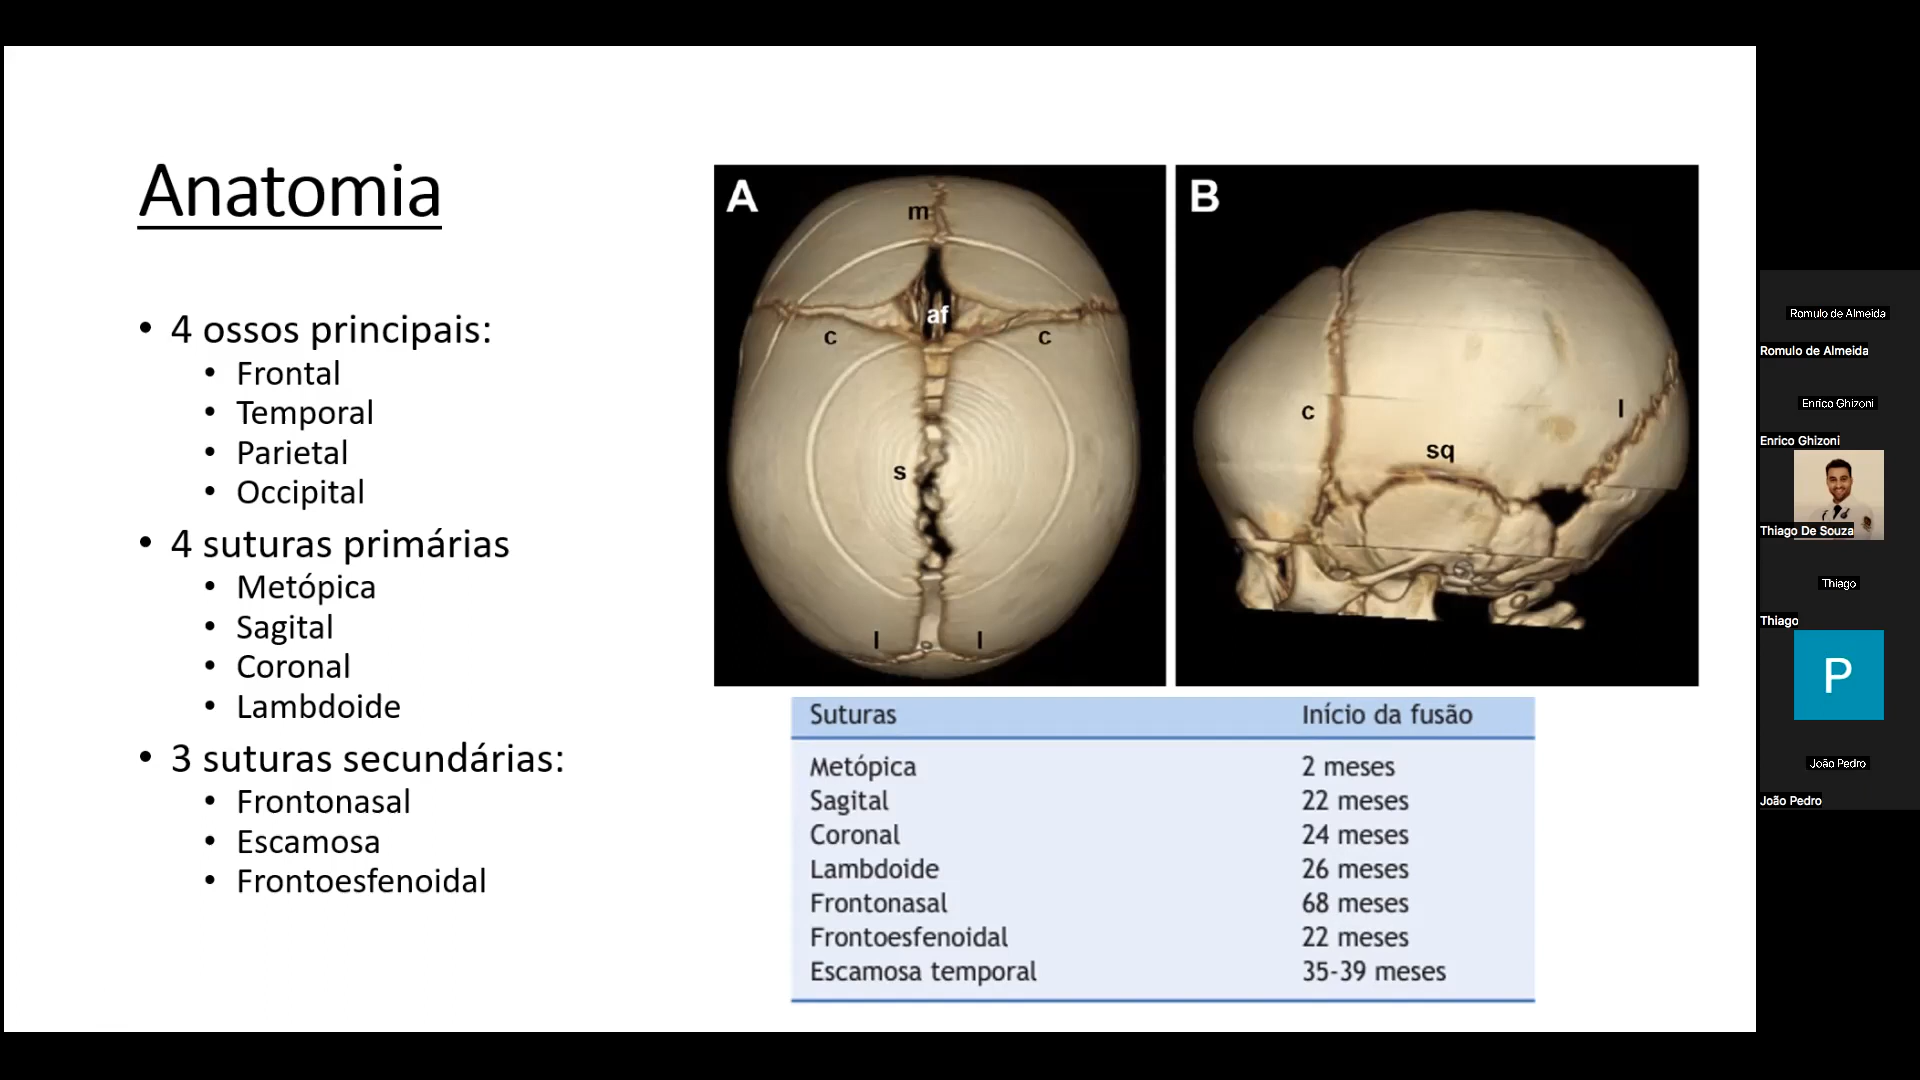 Anatomia
• 4 ossos principais:
• Frontal
• Temporal
• Parietal
• Occipital
• 4 suturas primárias
• Metópica
• Sagital
• Coronal
• Lambdoide
• 3 suturas secundárias:
• Frontonasal
• Escamosa
• Frontoesfenoidal
A
m
af
c c
s
l l
B
c
sq
l
Suturas Início da fusão
Metópica 2 meses
Sagital 22 meses
Coronal 24 meses
Lambdoide 26 meses
Frontonasal 68 meses
Frontoesfenoidal 22 meses
Escamosa temporal 35-39 meses
Romulo de Almeida
Romulo de Almeida
Enrico Ghizoni
Enrico Ghizoni
Thiago De Souza
Thiago
Thiago
P
João Pedro
João Pedro